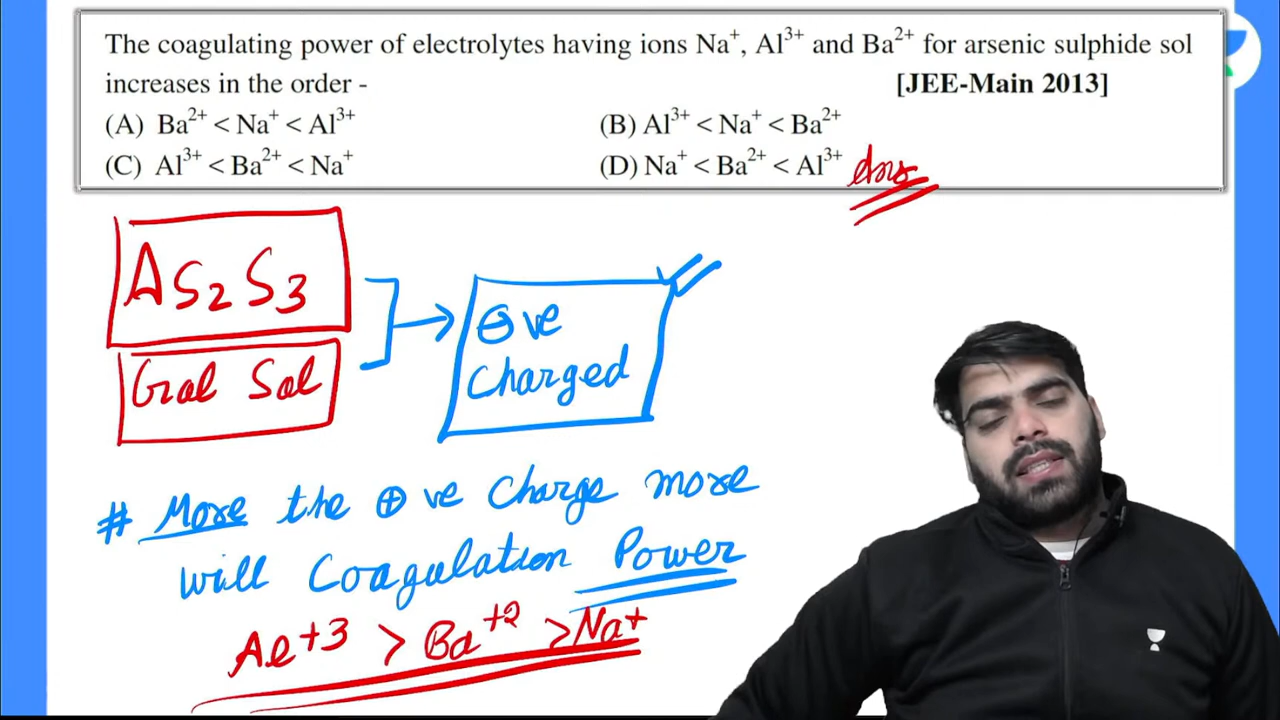 The coagulating power of electrolytes having ions Na⁺, Al³⁺ and Ba²⁺ for arsenic sulphide sol
increases in the order - [JEE-Main 2013]
(A) Ba²⁺ < Na⁺ < Al³⁺ (B) Al³⁺ < Na⁺ < Ba²⁺
(C) Al³⁺ < Ba²⁺ < Na⁺ (D) Na⁺ < Ba²⁺ < Al³⁺ Ans
As₂S₃
Sol
⊖ve
Charged
# More the ⊕ve charge more
will Coagulation Power
Al⁺³ > Ba⁺² > Na⁺